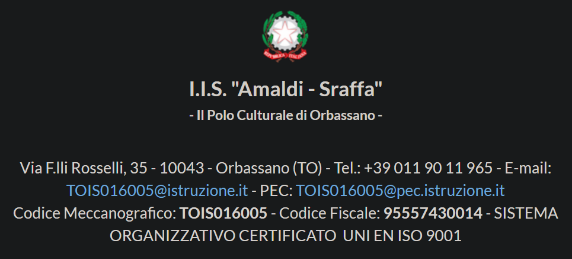 I.I.S. "Amaldi - Sraffa"
- Il Polo Culturale di Orbassano -
Via F.lli Rosselli, 35 - 10043 - Orbassano (TO) - Tel.: +39 011 90 11 965 - E-mail:
TOIS016005@istruzione.it - PEC: TOIS016005@pec.istruzione.it
Codice Meccanografico: TOIS016005 - Codice Fiscale: 95557430014 - SISTEMA
ORGANIZZATIVO CERTIFICATO UNI EN ISO 9001